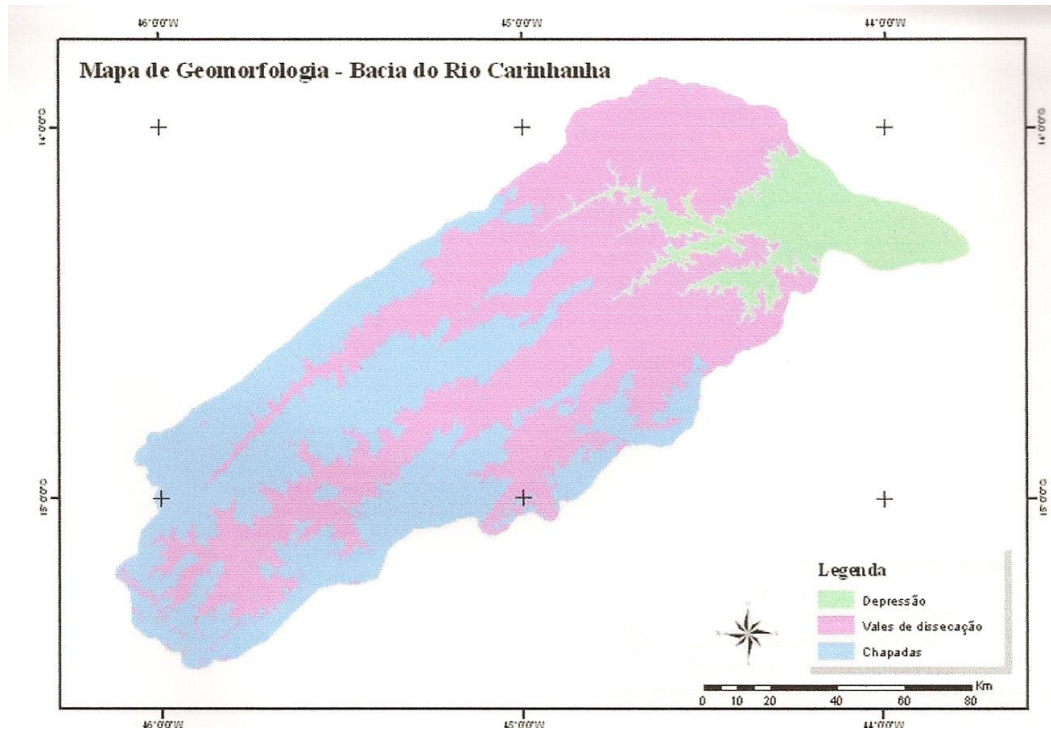 46°0'0"W 45°0'0"W 44°0'0"W
Mapa de Geomorfologia - Bacia do Rio Carinhanha
14°0'0"S 14°0'0"S
15°0'0"S 15°0'0"S
Legenda
Depressão
Vales de dissecação
Chapadas
Km
0 10 20 40 60 80
46°0'0"W 45°0'0"W 44°0'0"W